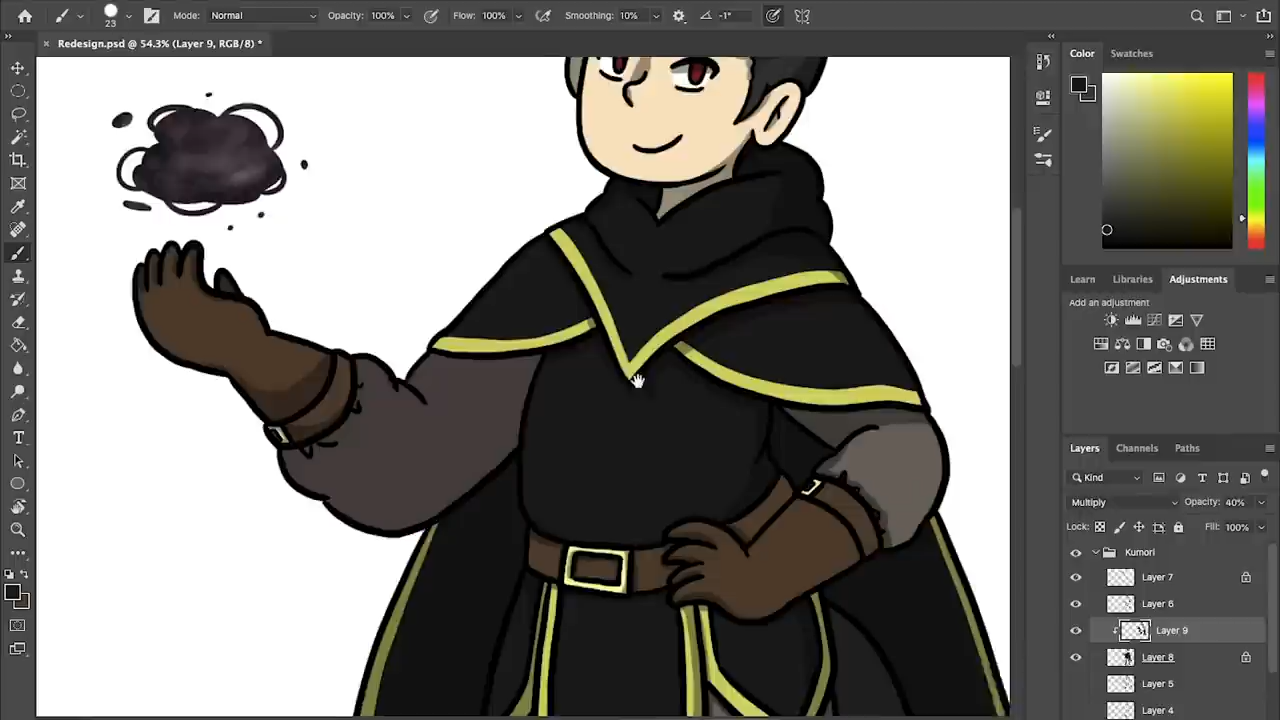 23
Mode: Normal
Opacity: 100%
Flow: 100%
Smoothing: 10%
-1°
Redesign.psd @ 54.3% (Layer 9, RGB/8) *
Color
Swatches
Learn
Libraries
Adjustments
Add an adjustment
Layers
Channels
Paths
Kind
Multiply
Opacity: 40%
Lock:
Fill: 100%
Kumori
Layer 7
Layer 6
Layer 9
Layer 8
Layer 5
Layer 4